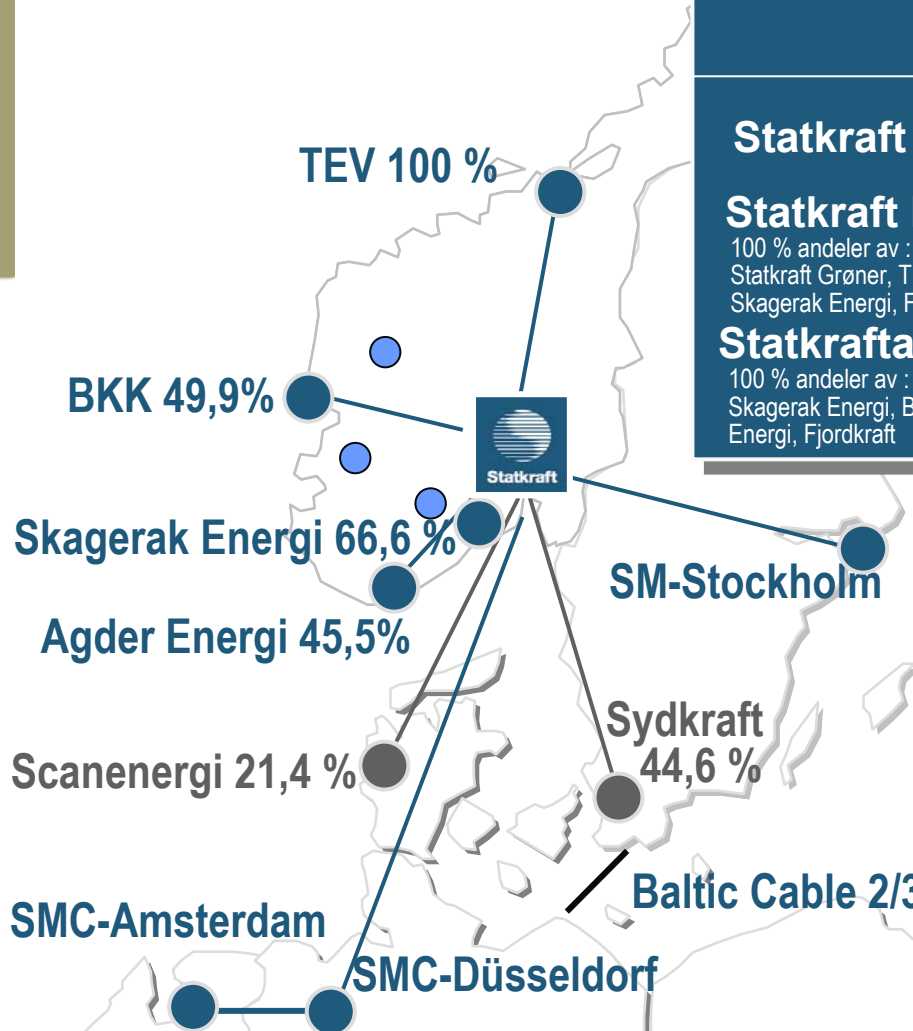 Statkraft
Statkraft
100 % andeler av :
Statkraft Grøner, T
Skagerak Energi, F
Statkrafta
100 % andeler av :
Skagerak Energi, B
Energi, Fjordkraft
TEV 100 %
BKK 49,9%
Statkraft
Skagerak Energi 66,6 %
SM-Stockholm
Agder Energi 45,5%
Sydkraft
44,6 %
Scanenergi 21,4 %
Baltic Cable 2/3
SMC-Amsterdam
SMC-Düsseldorf